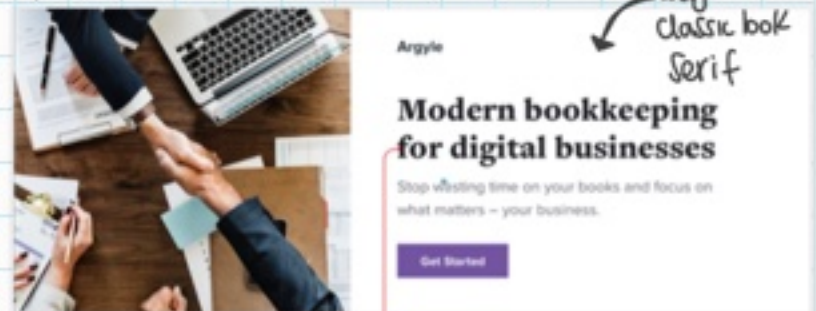 classic book
serif
Argyle
Modern bookkeeping
for digital businesses
Stop wasting time on your books and focus on
what matters – your business.
Get Started